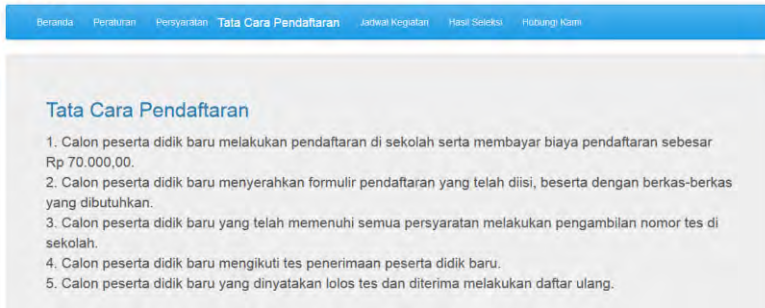 Beranda Peraturan Persyaratan Tata Cara Pendaftaran Jadwal Kegiatan Hasil Seleksi Hubungi Kami
Tata Cara Pendaftaran
1. Calon peserta didik baru melakukan pendaftaran di sekolah serta membayar biaya pendaftaran sebesar
Rp 70.000,00.
2. Calon peserta didik baru menyerahkan formulir pendaftaran yang telah diisi, beserta dengan berkas-berkas
yang dibutuhkan.
3. Calon peserta didik baru yang telah memenuhi semua persyaratan melakukan pengambilan nomor tes di
sekolah.
4. Calon peserta didik baru mengikuti tes penerimaan peserta didik baru.
5. Calon peserta didik baru yang dinyatakan lolos tes dan diterima melakukan daftar ulang.